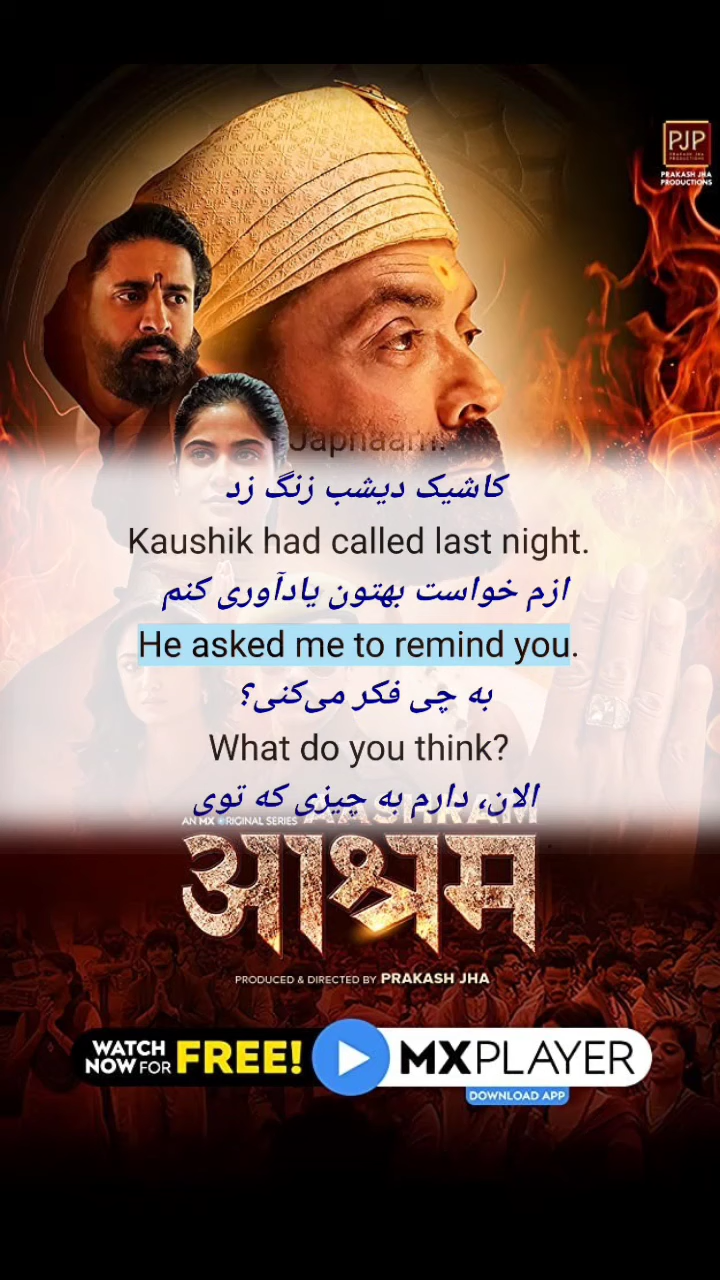 PJP
PRAKASH JHA
PRODUCTIONS
Japnaam.
کاشیک دیشب زنگ زد
Kaushik had called last night.
ازم خواست بهتون یادآوری کنم
He asked me to remind you.
به چی فکر می‌کنی؟
What do you think?
الان، دارم به چیزی که توی
AN MX ORIGINAL SERIES AASHRAM
आश्रम
PRODUCED & DIRECTED BY PRAKASH JHA
WATCH NOW FOR FREE!
MXPLAYER
DOWNLOAD APP